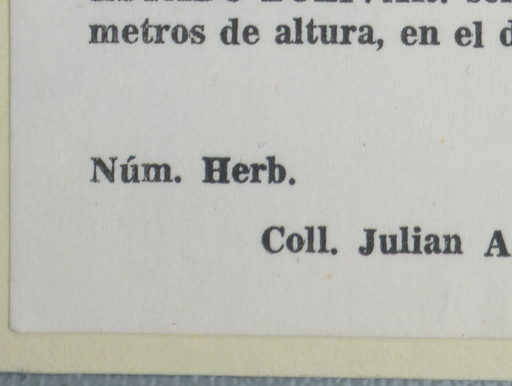 metros de altura, en el
Núm. Herb.
Coll. Julian A